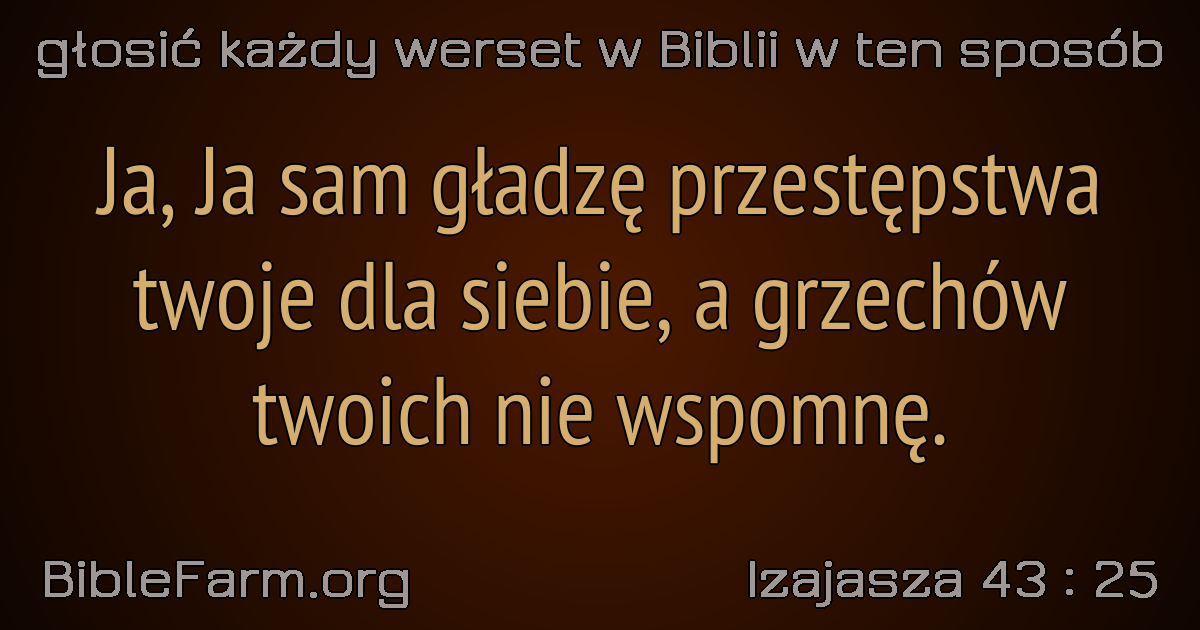 głosić każdy werset w Biblii w ten sposób
Ja, Ja sam gładzę przestępstwa
twoje dla siebie, a grzechów
twoich nie wspomnę.
BibleFarm.org
Izajasza 43 : 25